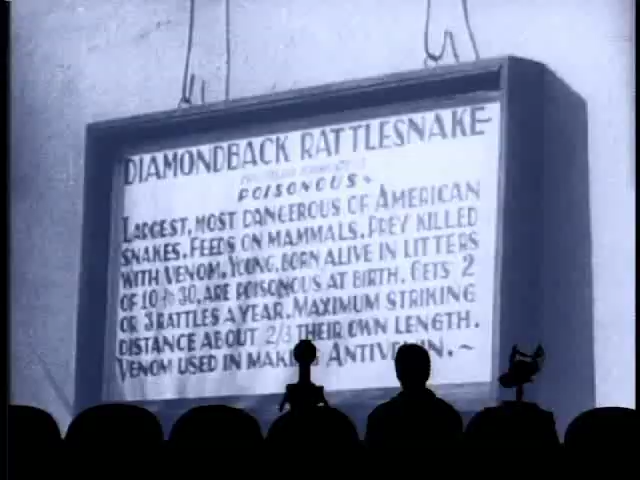 DIAMONDBACK RATTLESNAKE-
POISONOUS-
LARGEST, MOST DANGEROUS OF AMERICAN
SNAKES. FEEDS ON MAMMALS. PREY KILLED
WITH VENOM. YOUNG, BORN ALIVE IN LITTERS
OF 10 to 30, ARE POISONOUS AT BIRTH. GETS 2
OR 3 RATTLES A YEAR. MAXIMUM STRIKING
DISTANCE ABOUT 2/3 THEIR OWN LENGTH.
VENOM USED IN